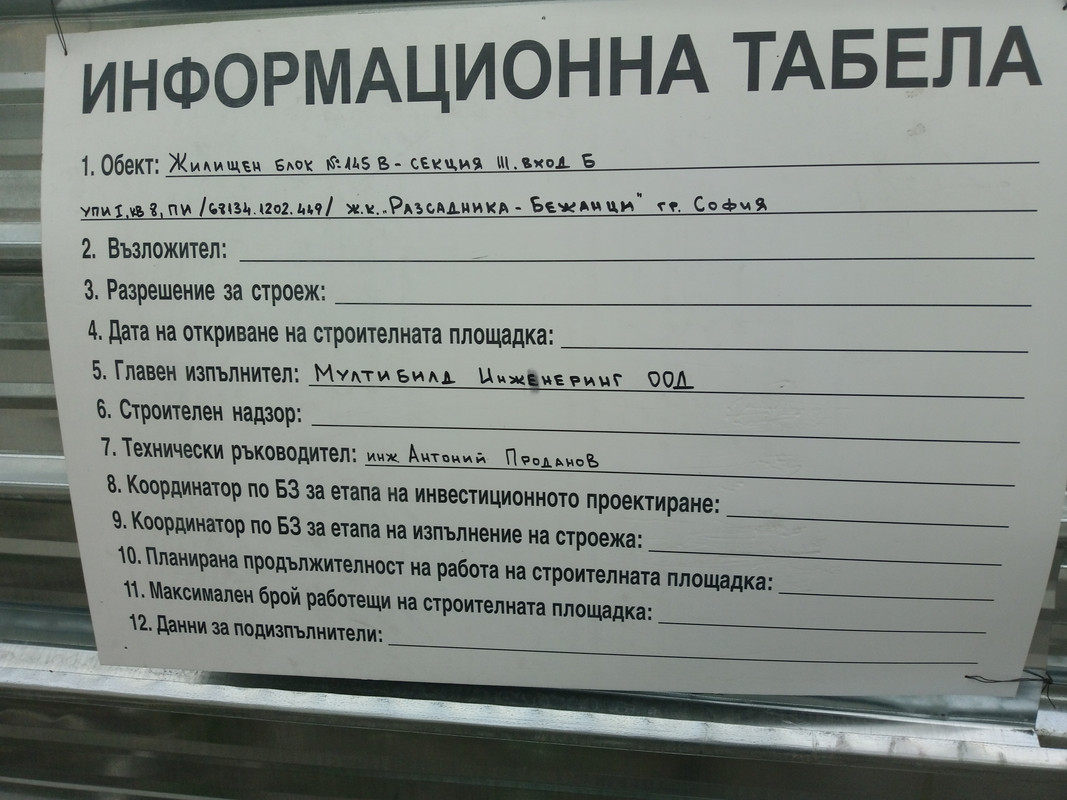 ИНФОРМАЦИОННА ТАБЕЛА
1. Обект: Жилищен блок №:145 В - секция III. вход Б
УПИ I, кв 8, ПИ /68134.1202.449/ ж.к. „Разсадника - Бежанци" гр. София
2. Възложител:
3. Разрешение за строеж:
4. Дата на откриване на строителната площадка:
5. Главен изпълнител: Мултибилд Инженеринг ООД
6. Строителен надзор:
7. Технически ръководител: инж Антоний Проданов
8. Координатор по БЗ за етапа на инвестиционното проектиране:
9. Координатор по БЗ за етапа на изпълнение на строежа:
10. Планирана продължителност на работа на строителната площадка:
11. Максимален брой работещи на строителната площадка:
12. Данни за подизпълнители: